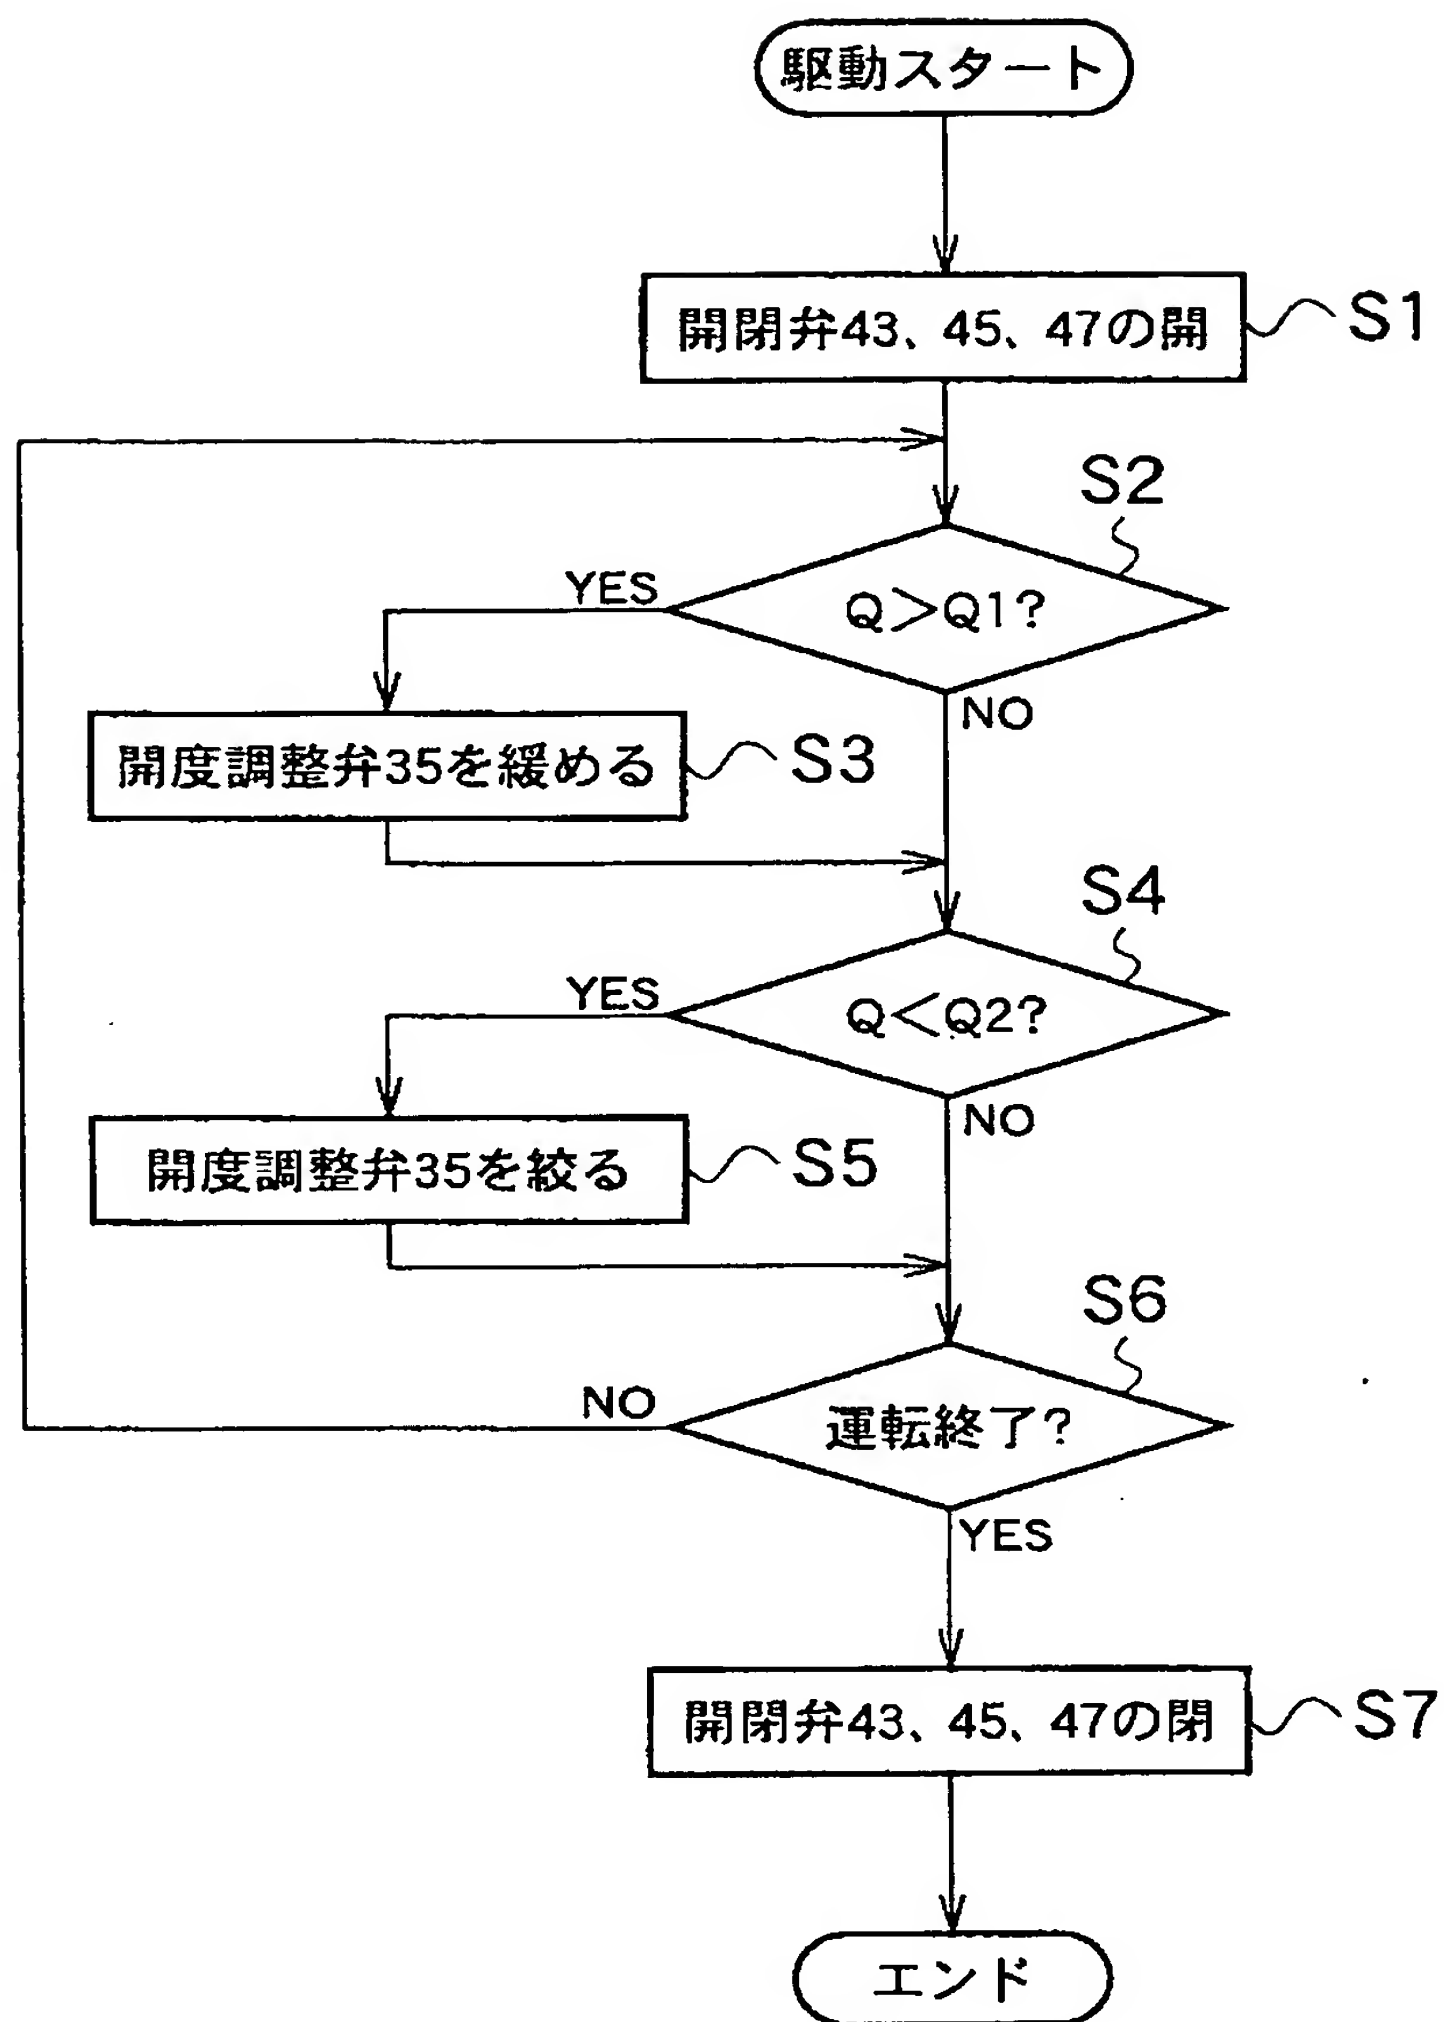 駆動スタート
開閉弁43、45、47の開
S1
S2
Q>Q1?
YES
NO
開度調整弁35を緩める
S3
S4
Q<Q2?
YES
NO
開度調整弁35を絞る
S5
S6
運転終了?
NO
YES
開閉弁43、45、47の閉
S7
エンド